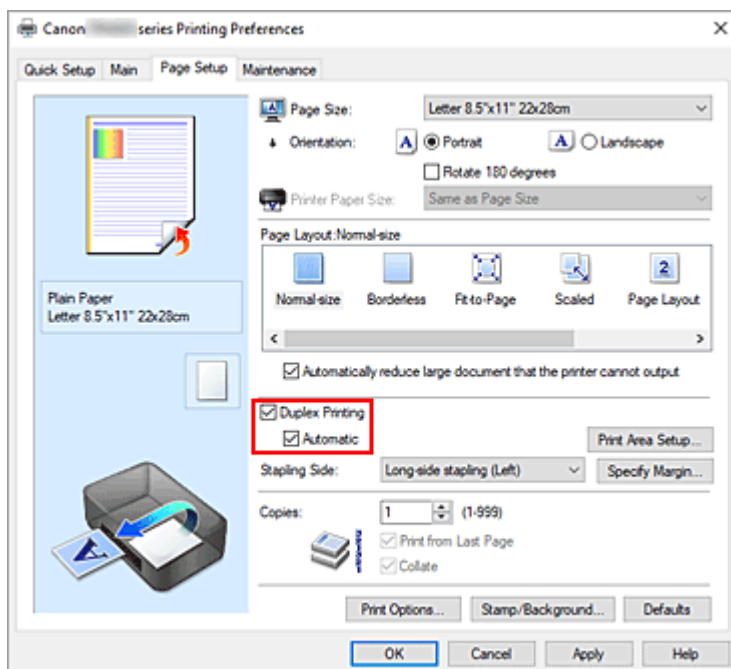 Canon series Printing Preferences
Quick Setup Main Page Setup Maintenance
Page Size: Letter 8.5"x11" 22x28cm
Orientation: A Portrait A Landscape
Rotate 180 degrees
Printer Paper Size: Same as Page Size
Page Layout:Normal-size
2
Normal-size Borderless Fit-to-Page Scaled Page Layout
Plain Paper
Letter 8.5"x11" 22x28cm
Automatically reduce large document that the printer cannot output
Duplex Printing
Automatic
Print Area Setup...
Stapling Side: Long-side stapling (Left) Specify Margin...
Copies: 1 (1-999)
Print from Last Page
Collate
A
Print Options... Stamp/Background... Defaults
OK Cancel Apply Help